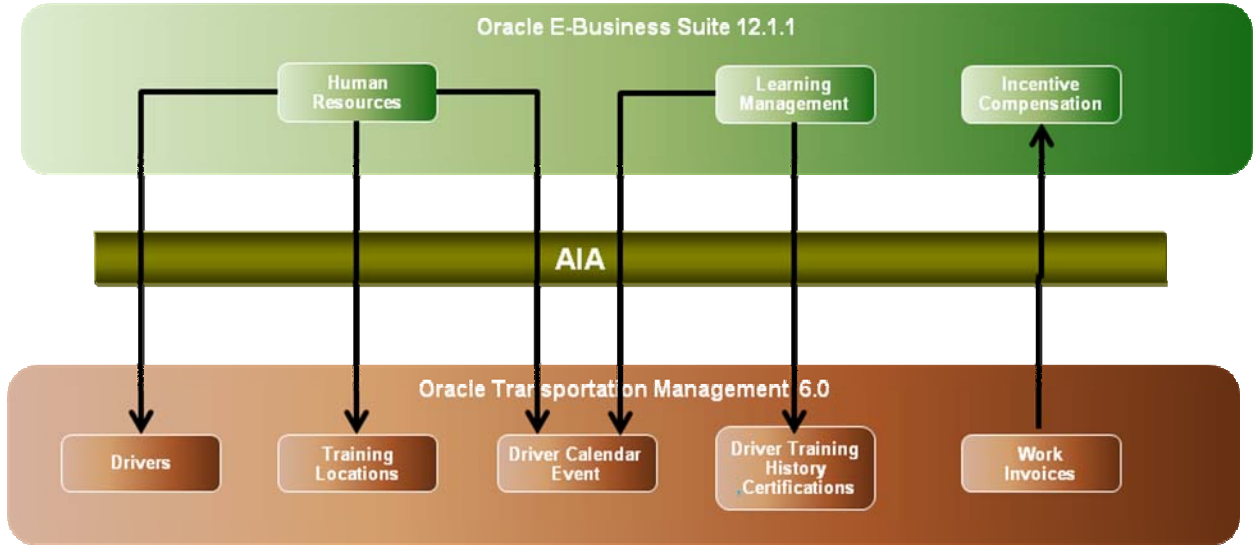 Oracle E-Business Suite 12.1.1
Human
Resources
Learning
Management
Incentive
Compensation
AIA
Oracle Transportation Management 6.0
Drivers
Training
Locations
Driver Calendar
Event
Driver Training
History
,Certifications
Work
Invoices